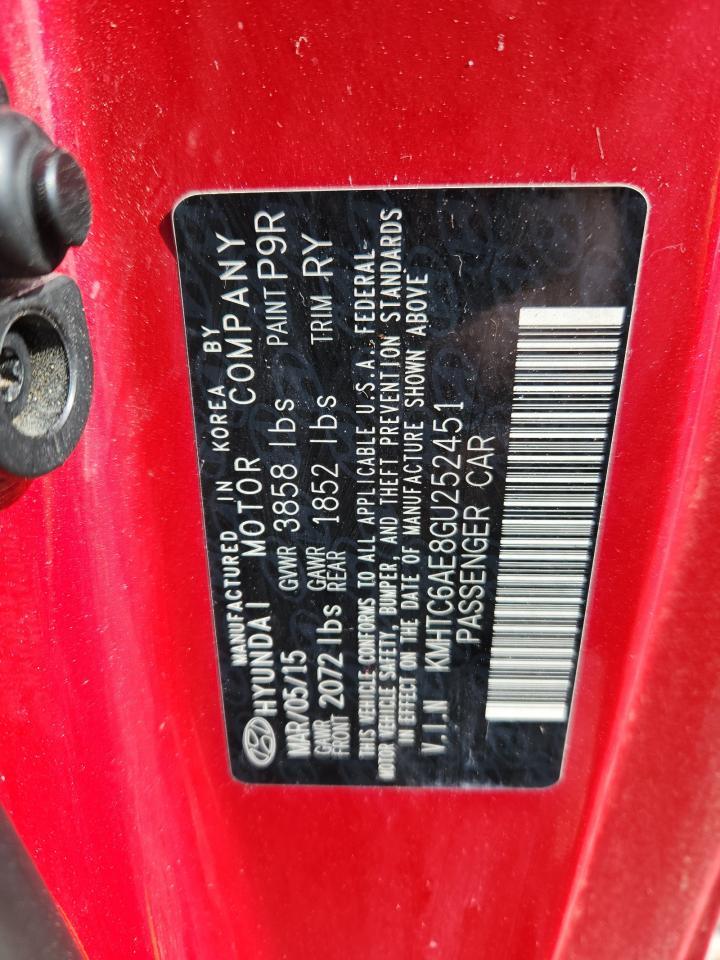 MANUFACTURED IN KOREA BY
HYUNDAI MOTOR COMPANY
MAR/05/15 GVWR 3858 lbs PAINT P9R
GAWR FRONT 2072 lbs GAWR REAR 1852 lbs TRIM RY
THIS VEHICLE CONFORMS TO ALL APPLICABLE U.S.A. FEDERAL-
MOTOR VEHICLE SAFETY, BUMPER, AND THEFT PREVENTION STANDARDS
IN EFFECT ON THE DATE OF MANUFACTURE SHOWN ABOVE
V.I.N KMHTC6AE8GU252451
PASSENGER CAR